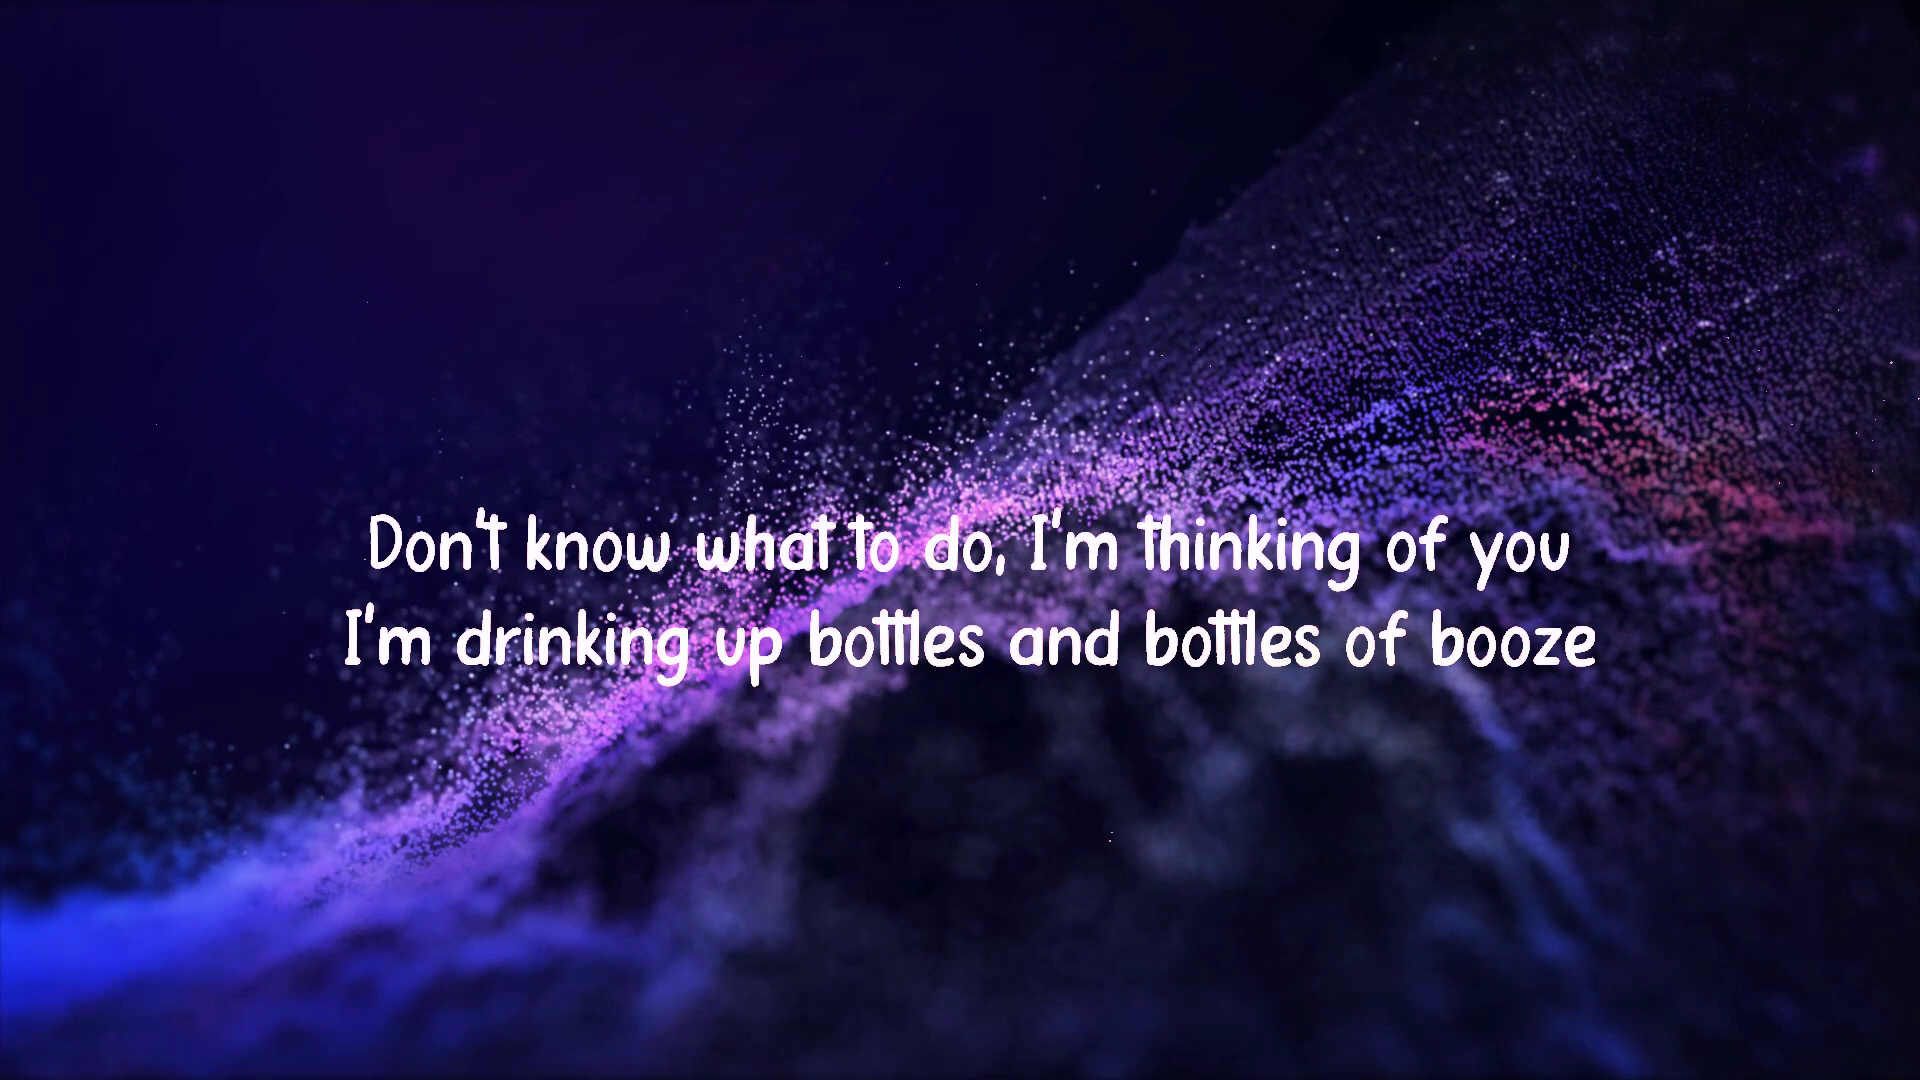 Don't know what to do, I'm thinking of you
I'm drinking up bottles and bottles of booze